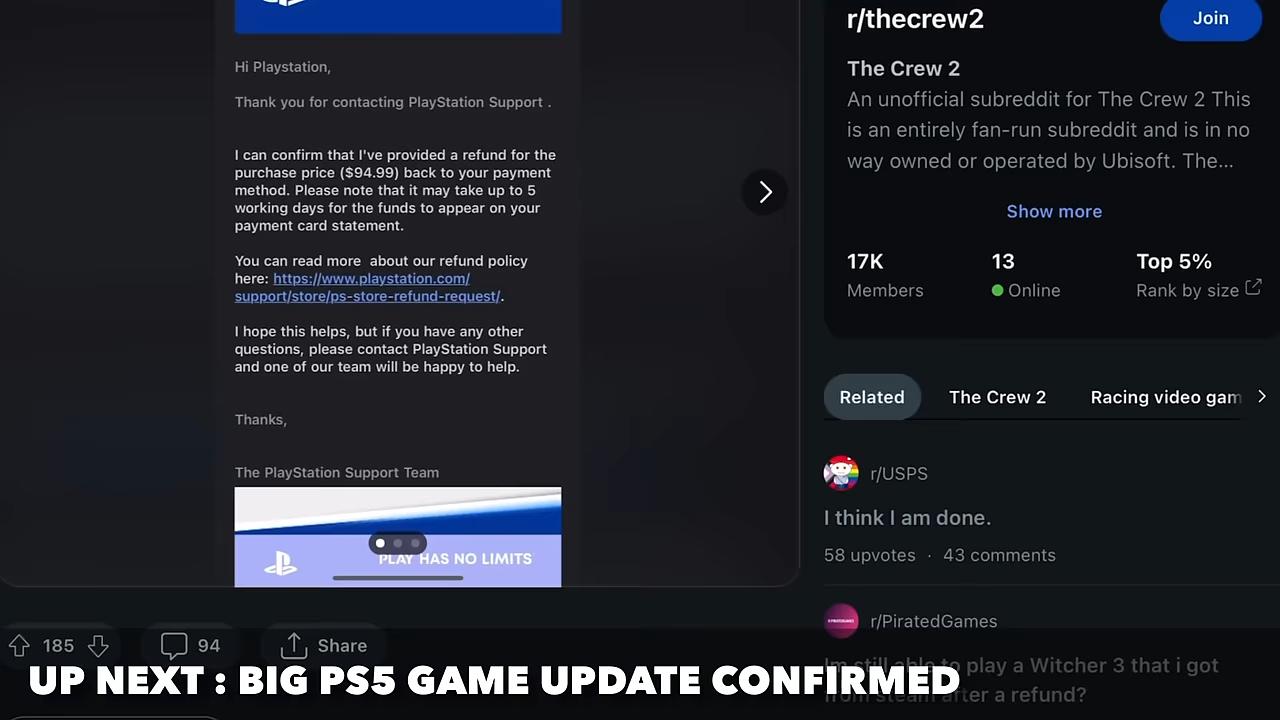 Hi Playstation,
Thank you for contacting PlayStation Support .
I can confirm that I've provided a refund for the
purchase price ($94.99) back to your payment
method. Please note that it may take up to 5
working days for the funds to appear on your
payment card statement.
You can read more  about our refund policy
here: https://www.playstation.com/
support/store/ps-store-refund-request/.
I hope this helps, but if you have any other
questions, please contact PlayStation Support
and one of our team will be happy to help.
Thanks,
The PlayStation Support Team
PLAY HAS NO LIMITS
185
94
Share
r/thecrew2
Join
The Crew 2
An unofficial subreddit for The Crew 2 This
is an entirely fan-run subreddit and is in no
way owned or operated by Ubisoft. The...
Show more
17K 13 Top 5%
Members Online Rank by size
Related The Crew 2 Racing video gam
r/USPS
I think I am done.
58 upvotes · 43 comments
r/PiratedGames
Im still able to play a Witcher 3 that i got
from steam after a refund?
UP NEXT : BIG PS5 GAME UPDATE CONFIRMED